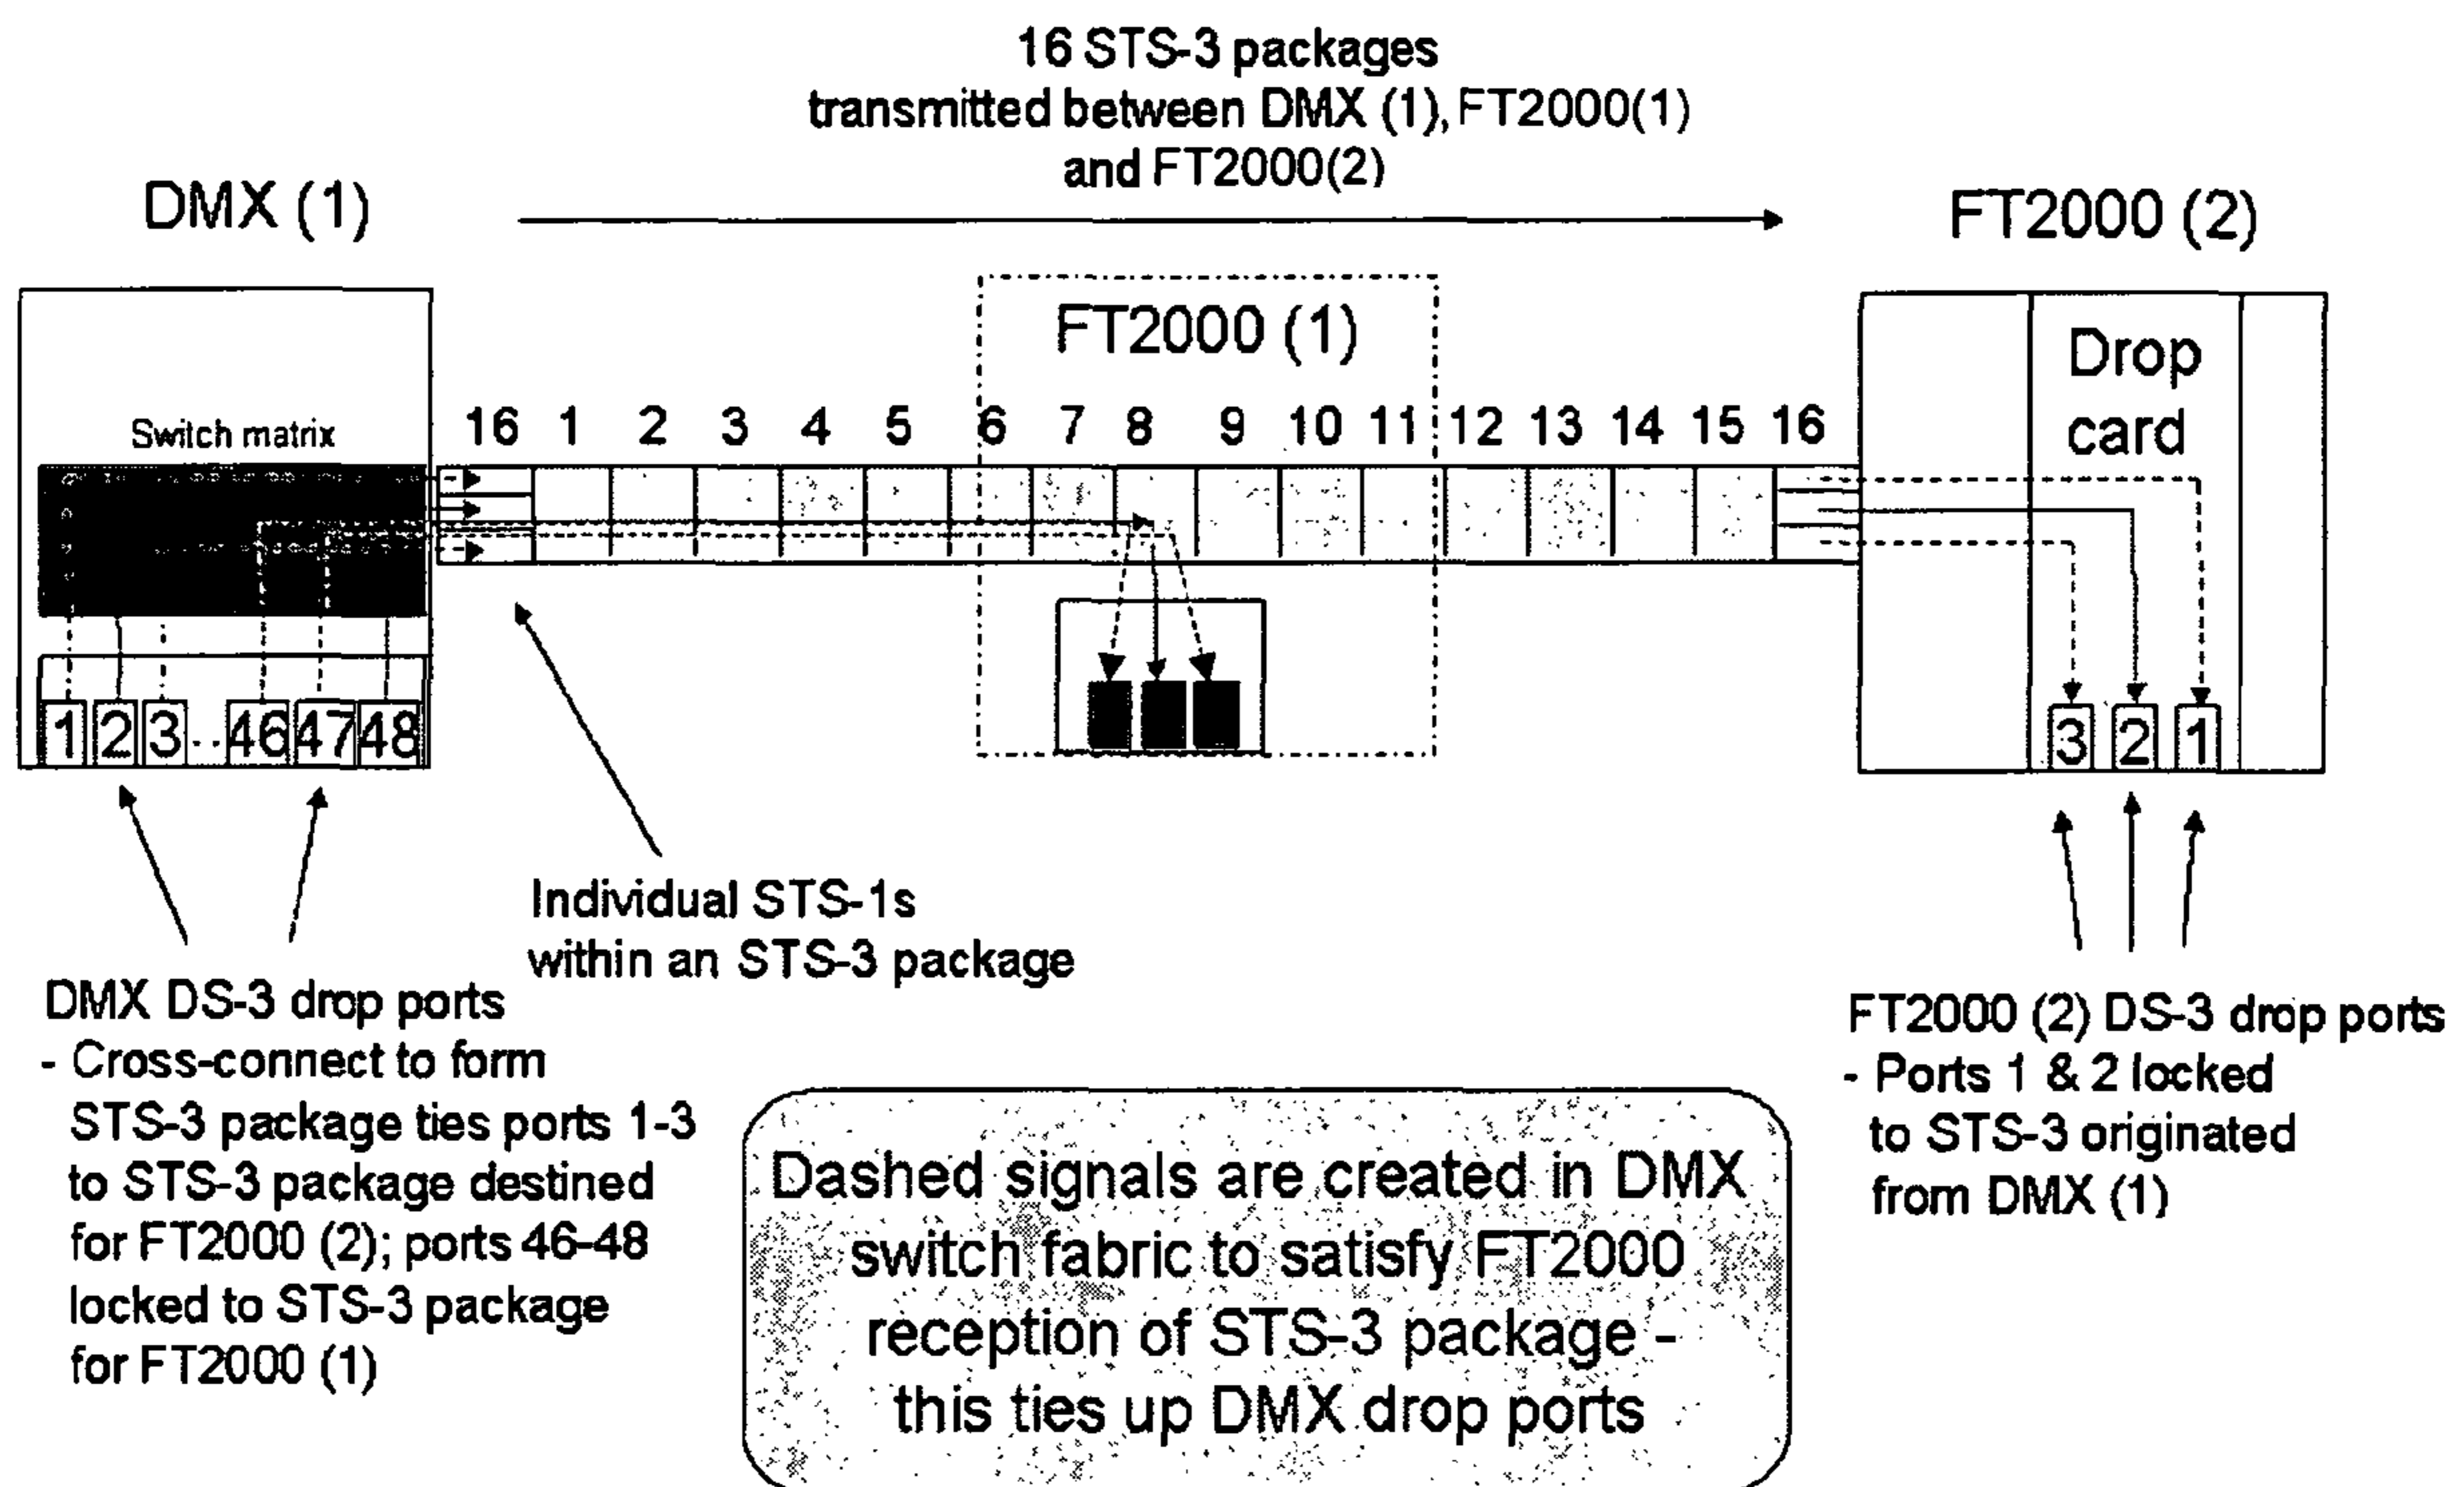 16 STS-3 packages
transmitted between DMX (1), FT2000(1)
and FT2000(2)
DMX (1)
FT2000 (2)
FT2000 (1)
Drop
card
Switch matrix
16 1 2 3 4 5 6 7 8 9 10 11 12 13 14 15 16
1 2 3 .. 46 47 48
3 2 1
Individual STS-1s
within an STS-3 package
DMX DS-3 drop ports
- Cross-connect to form
STS-3 package ties ports 1-3
to STS-3 package destined
for FT2000 (2); ports 46-48
locked to STS-3 package
for FT2000 (1)
FT2000 (2) DS-3 drop ports
- Ports 1 & 2 locked
to STS-3 originated
from DMX (1)
Dashed signals are created in DMX
switch fabric to satisfy FT2000
reception of STS-3 package -
this ties up DMX drop ports